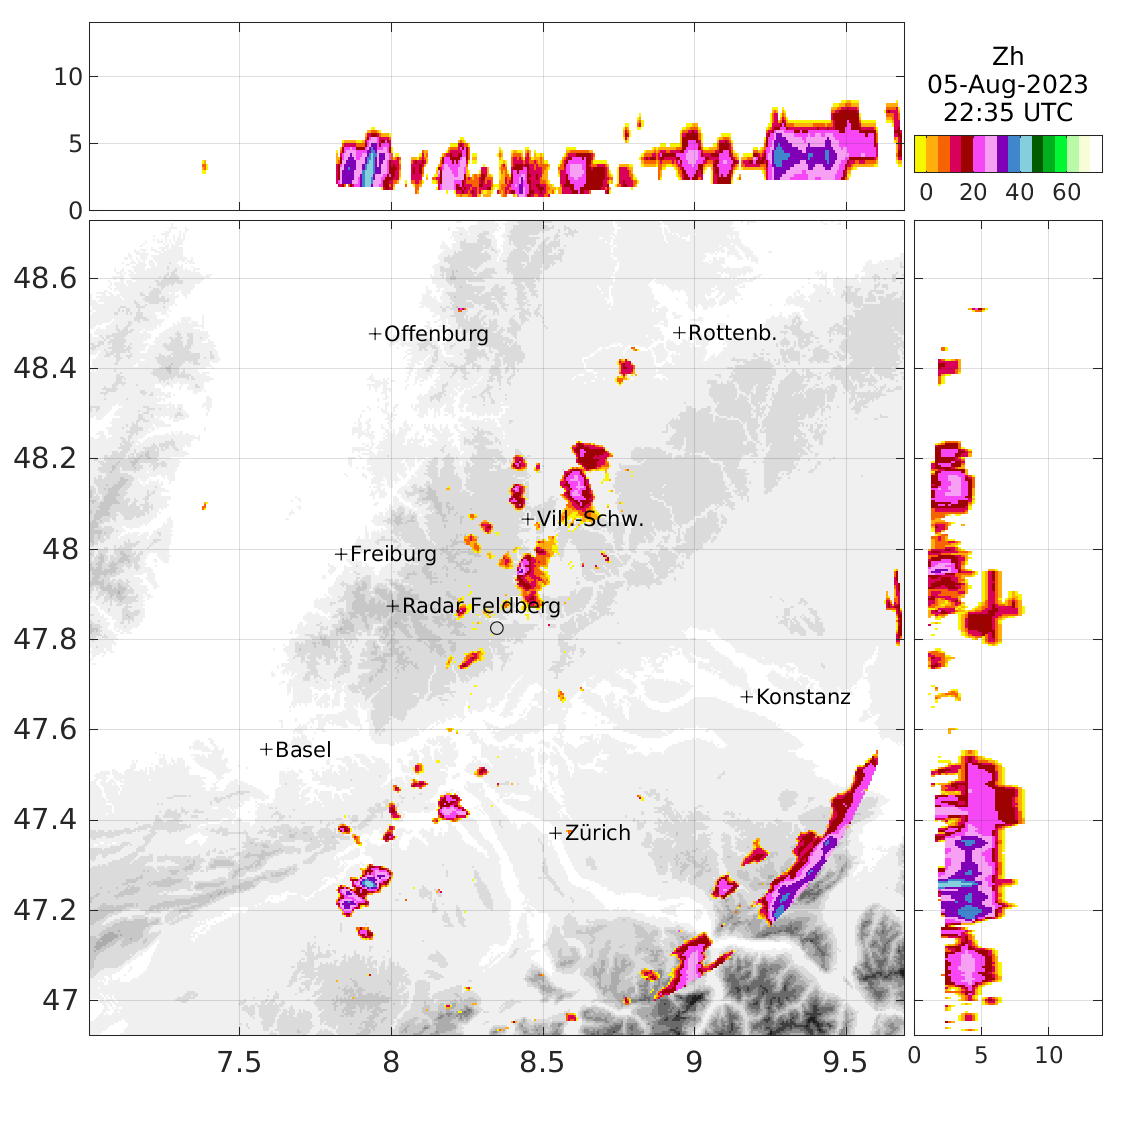 Zh
05-Aug-2023
22:35 UTC
0 20 40 60
10
5
0
48.6
48.4
48.2
48
47.8
47.6
47.4
47.2
47
+Offenburg
+Rottenb.
+Vill.-Schw.
+Freiburg
+Radar Feldberg
+Konstanz
+Basel
+Zürich
7.5 8 8.5 9 9.5
0 5 10